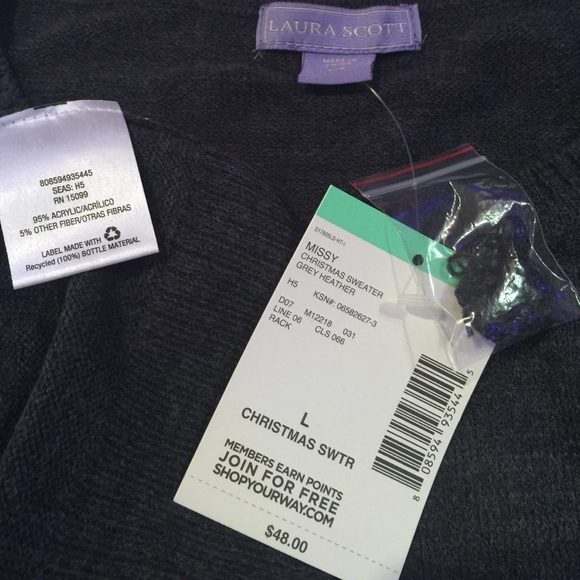 LAURA SCOTT
808594935445
SEAS: H5
RN 15099
95% ACRYLIC/ACRÍLICO
5% OTHER FIBER/OTRAS FIBRAS
LABEL MADE WITH
Recycled (100%) BOTTLE MATERIAL
MISSY
CHRISTMAS SWEATER
GREY HEATHER
H5 KSN#: 06582627-3
D07 M12218 031
LINE 06 CLS 066
RACK
L
CHRISTMAS SWTR
MEMBERS EARN POINTS
JOIN FOR FREE
SHOPYOURWAY.COM
$48.00
8 08594 93544 5